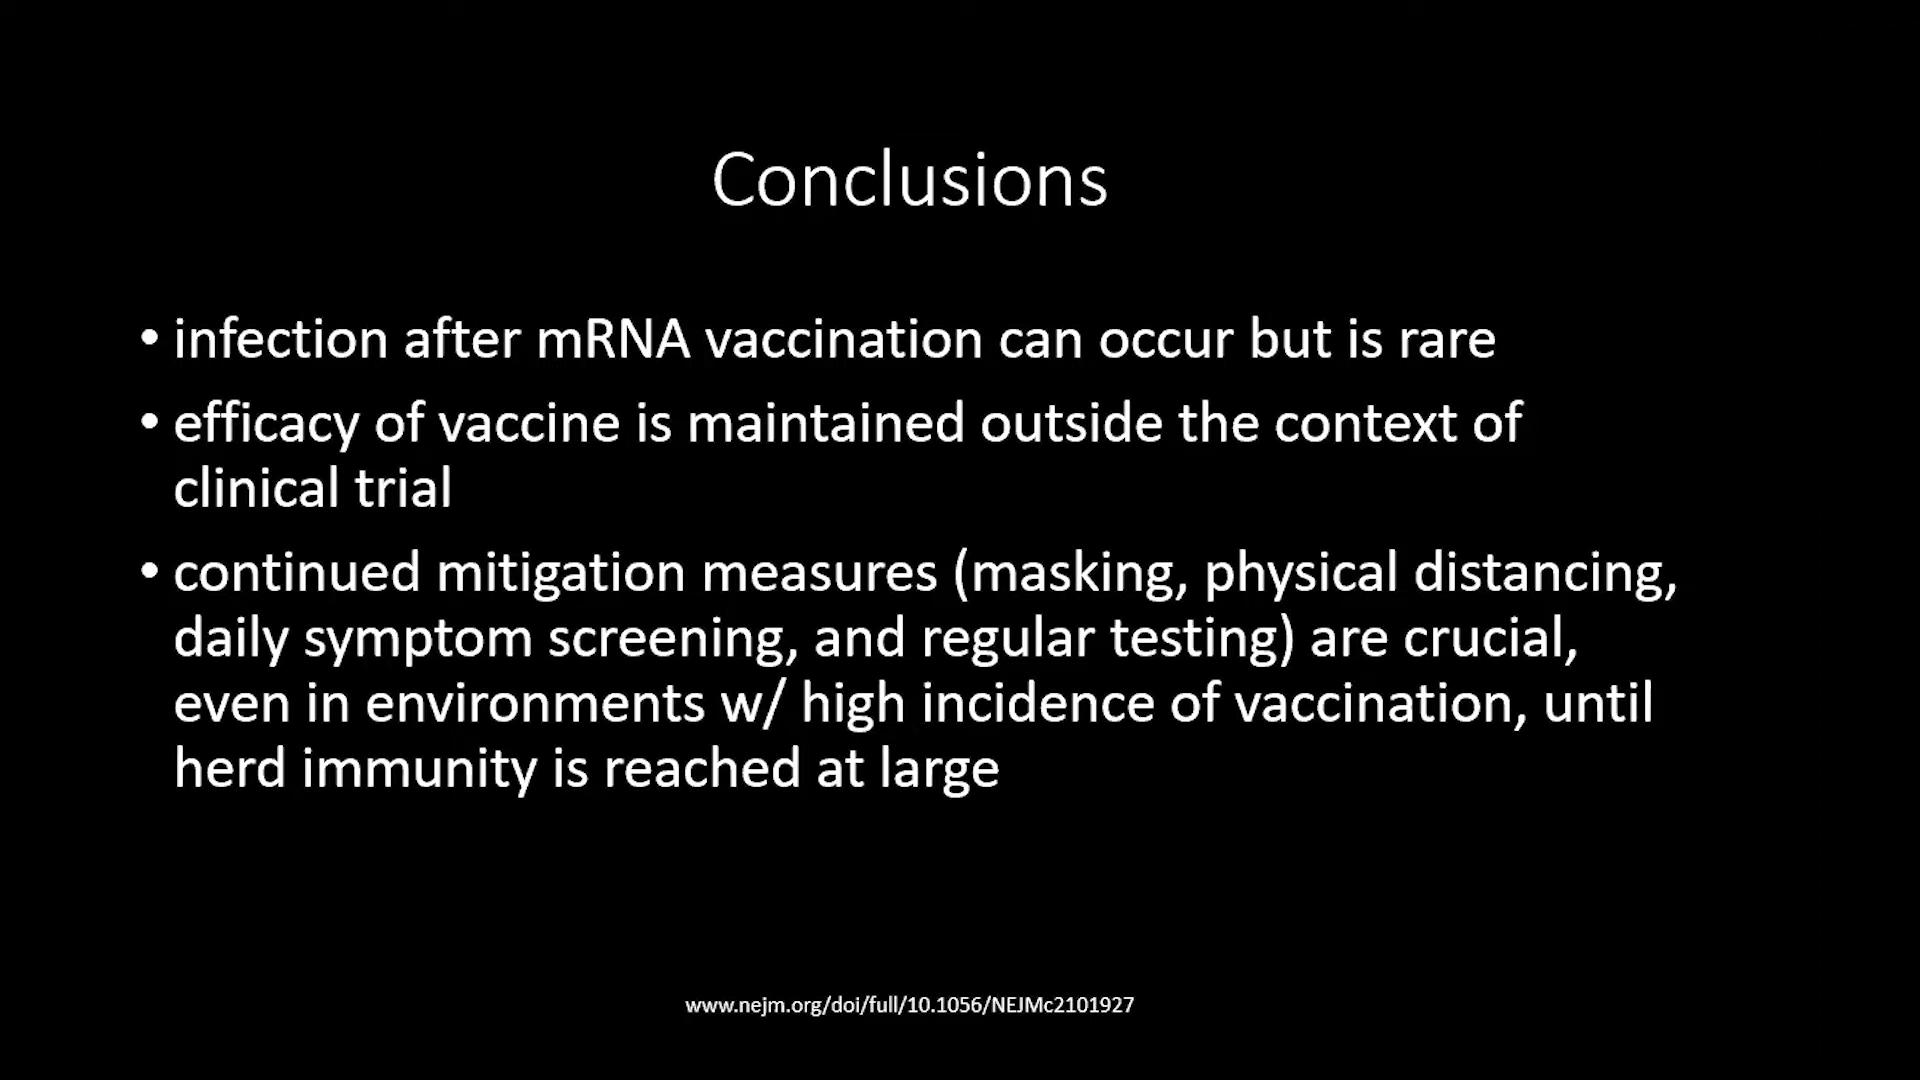 Conclusions
• infection after mRNA vaccination can occur but is rare
• efficacy of vaccine is maintained outside the context of
clinical trial
• continued mitigation measures (masking, physical distancing,
daily symptom screening, and regular testing) are crucial,
even in environments w/ high incidence of vaccination, until
herd immunity is reached at large
www.nejm.org/doi/full/10.1056/NEJMc2101927